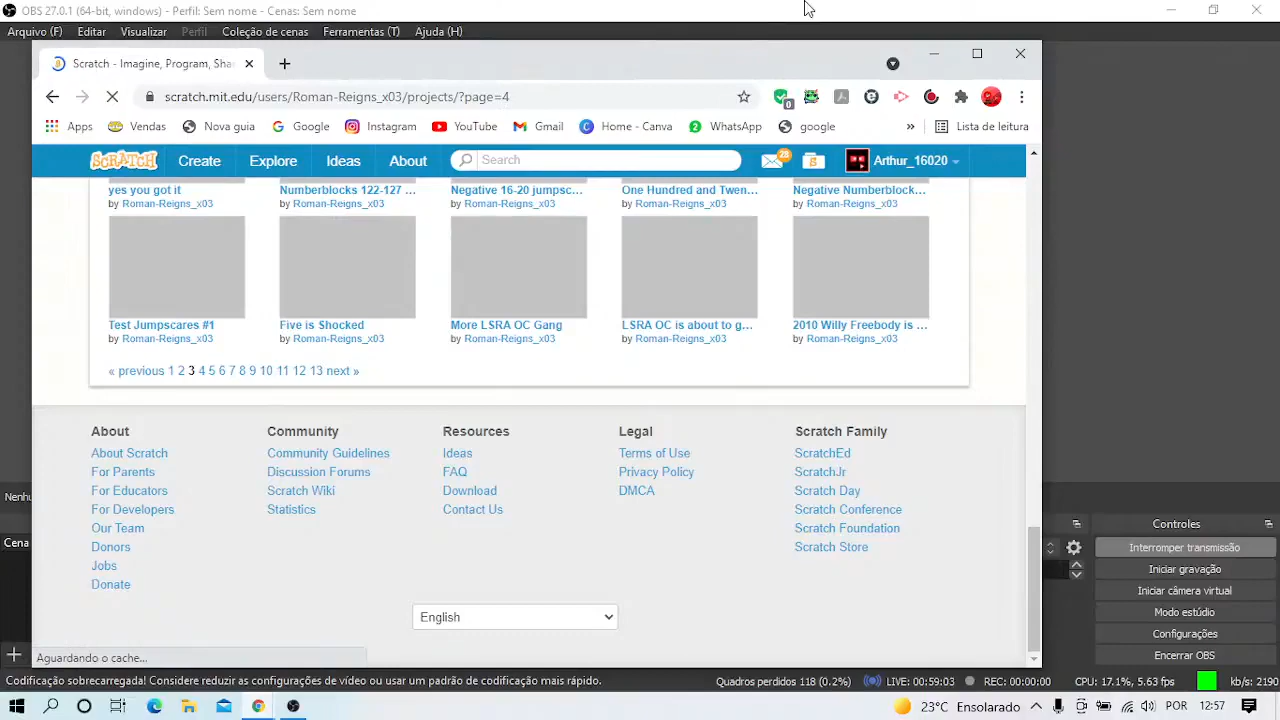 OBS 27.0.1 (64-bit, windows) - Perfil: Sem nome - Cenas: Sem nome
Arquivo (F) Editar Visualizar Perfil Coleção de cenas Ferramentas (T) Ajuda (H)
Scratch - Imagine, Program, Sha
scratch.mit.edu/users/Roman-Reigns_x03/projects/?page=4
0
Apps Vendas Nova guia Google Instagram YouTube Gmail Home - Canva 2 WhatsApp google » Lista de leitura
SCRATCH Create Explore Ideas About Search 28 Arthur_16020
yes you got it Numberblocks 122-127 ... Negative 16-20 jumpsc... One Hundred and Twen... Negative Numberblock...
by Roman-Reigns_x03 by Roman-Reigns_x03 by Roman-Reigns_x03 by Roman-Reigns_x03 by Roman-Reigns_x03
Test Jumpscares #1 Five is Shocked More LSRA OC Gang LSRA OC is about to g... 2010 Willy Freebody is ...
by Roman-Reigns_x03 by Roman-Reigns_x03 by Roman-Reigns_x03 by Roman-Reigns_x03 by Roman-Reigns_x03
« previous 1 2 3 4 5 6 7 8 9 10 11 12 13 next »
About Community Resources Legal Scratch Family
About Scratch Community Guidelines Ideas Terms of Use ScratchEd
For Parents Discussion Forums FAQ Privacy Policy ScratchJr
For Educators Scratch Wiki Download DMCA Scratch Day
Nenhu
For Developers Statistics Contact Us Scratch Conference
Our Team Scratch Foundation
Controles
Cena
Donors Scratch Store
Interromper transmissão
Jobs
Iniciar gravação
Donate
Iniciar câmera virtual
English
Modo estúdio
Configurações
Aguardando o cache...
Encerrar OBS
Codificação sobrecarregada! Considere reduzir as configurações de vídeo ou usar um padrão de codificação mais rápido. Quadros perdidos 118 (0.2%) LIVE: 00:59:03 REC: 00:00:00 CPU: 17.1%, 5.63 fps kb/s: 2190
23°C Ensolarado POR 12:57